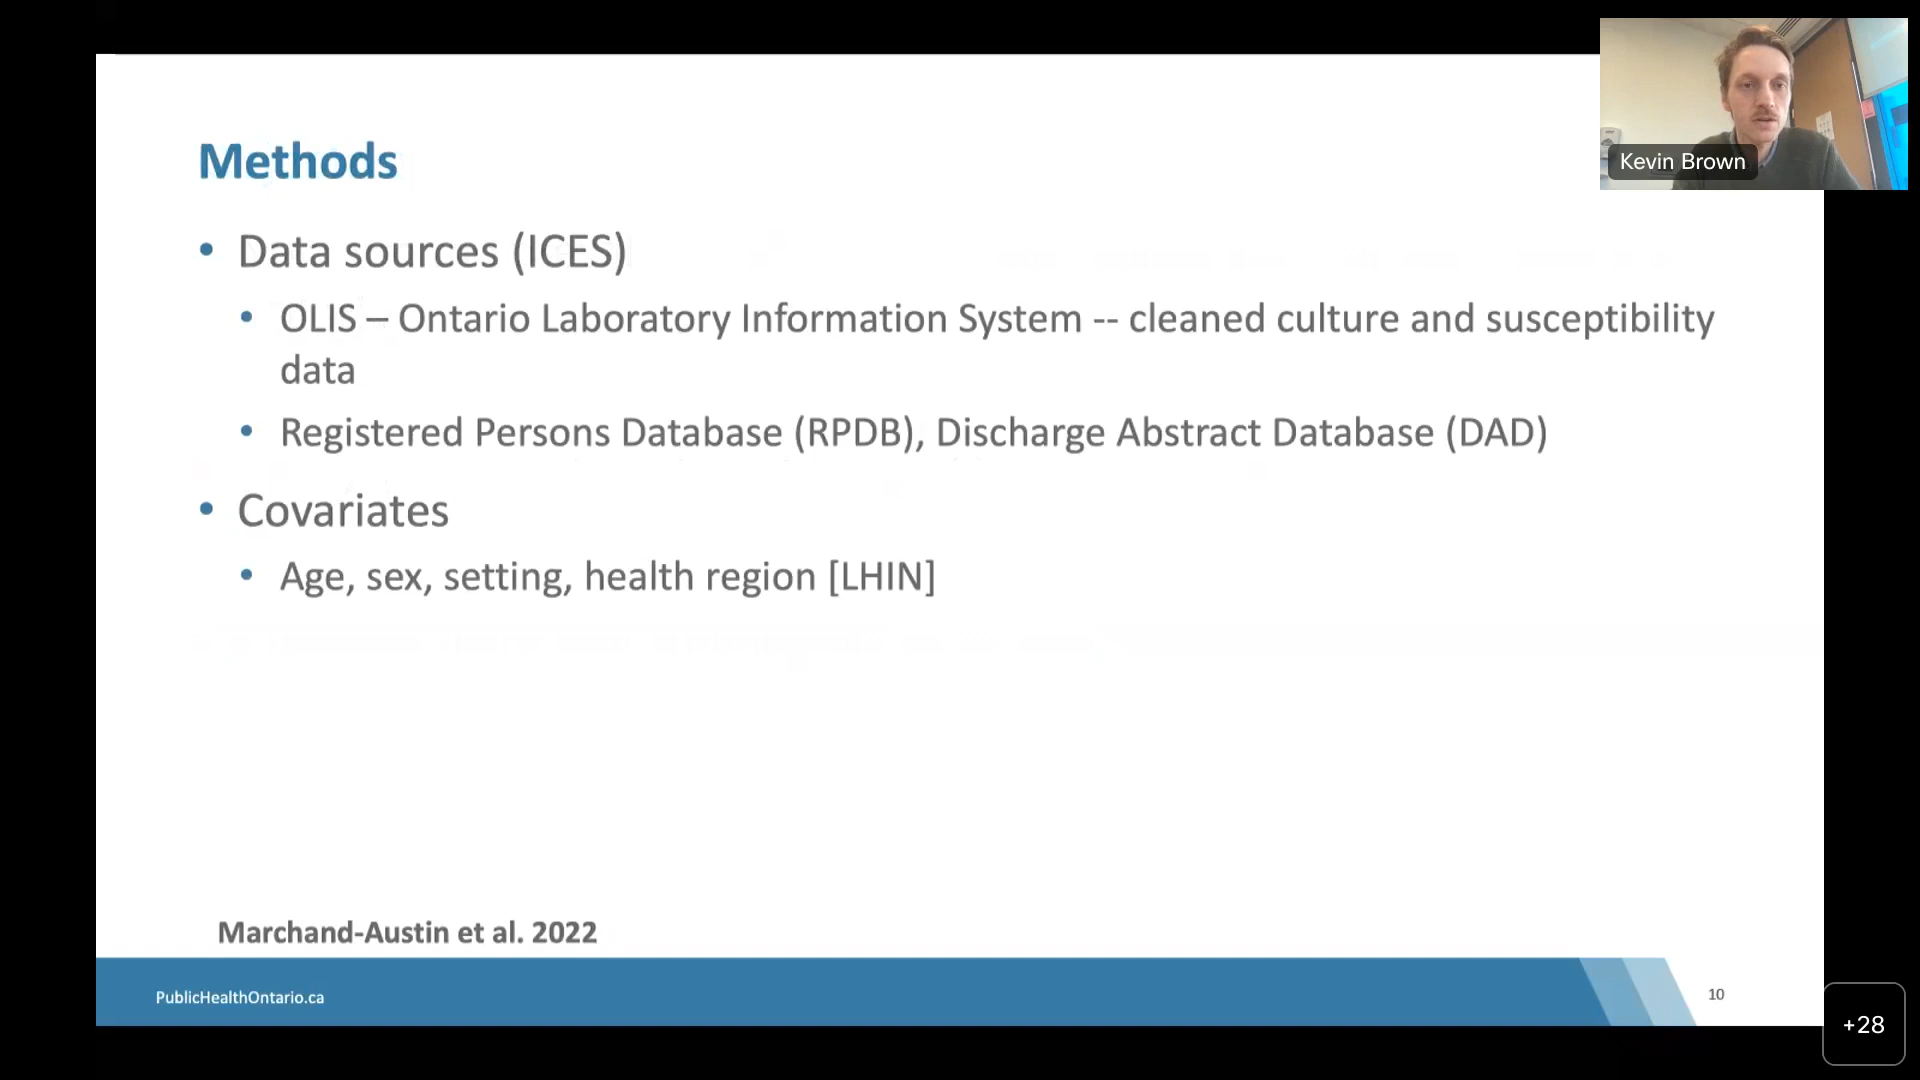 Kevin Brown
Methods
• Data sources (ICES)
• OLIS – Ontario Laboratory Information System -- cleaned culture and susceptibility
data
• Registered Persons Database (RPDB), Discharge Abstract Database (DAD)
• Covariates
• Age, sex, setting, health region [LHIN]
Marchand-Austin et al. 2022
PublicHealthOntario.ca
10
+28